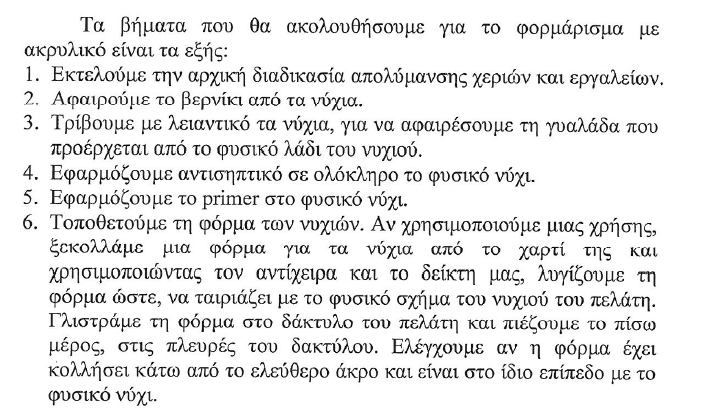 Τα βήματα που θα ακολουθήσουμε για το φορμάρισμα με
ακρυλικό είναι τα εξής:
1. Εκτελούμε την αρχική διαδικασία απολύμανσης χεριών και εργαλείων.
2. Αφαιρούμε το βερνίκι από τα νύχια.
3. Τρίβουμε με λειαντικό τα νύχια, για να αφαιρέσουμε τη γυαλάδα που
προέρχεται από το φυσικό λάδι του νυχιού.
4. Εφαρμόζουμε αντισηπτικό σε ολόκληρο το φυσικό νύχι.
5. Εφαρμόζουμε το primer στο φυσικό νύχι.
6. Τοποθετούμε τη φόρμα των νυχιών. Αν χρησιμοποιούμε μιας χρήσης,
ξεκολλάμε μια φόρμα για τα νύχια από το χαρτί της και
χρησιμοποιώντας τον αντίχειρα και το δείκτη μας, λυγίζουμε τη
φόρμα ώστε, να ταιριάζει με το φυσικό σχήμα του νυχιού του πελάτη.
Γλιστράμε τη φόρμα στο δάκτυλο του πελάτη και πιέζουμε το πίσω
μέρος, στις πλευρές του δακτύλου. Ελέγχουμε αν η φόρμα έχει
κολλήσει κάτω από το ελεύθερο άκρο και είναι στο ίδιο επίπεδο με το
φυσικό νύχι.